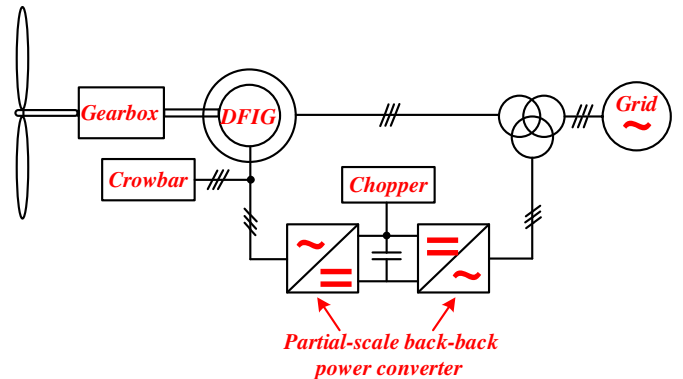 Gearbox
DFIG
Grid
Crowbar
Chopper
Partial-scale back-back
power converter